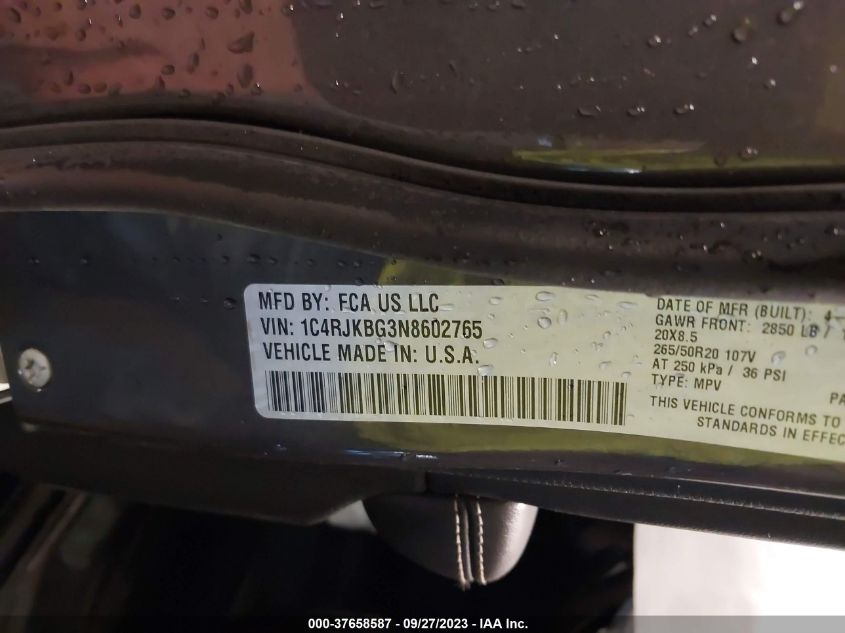 MFD BY: FCA US LLC
VIN: 1C4RJKBG3N8602765
VEHICLE MADE IN: U.S.A.
DATE OF MFR (BUILT): 4-
GAWR FRONT: 2850 LB /
20X8.5
265/50R20 107V
AT 250 kPa / 36 PSI
TYPE: MPV
PA
THIS VEHICLE CONFORMS TO
STANDARDS IN EFFEC
000-37658587 - 09/27/2023 - IAA Inc.